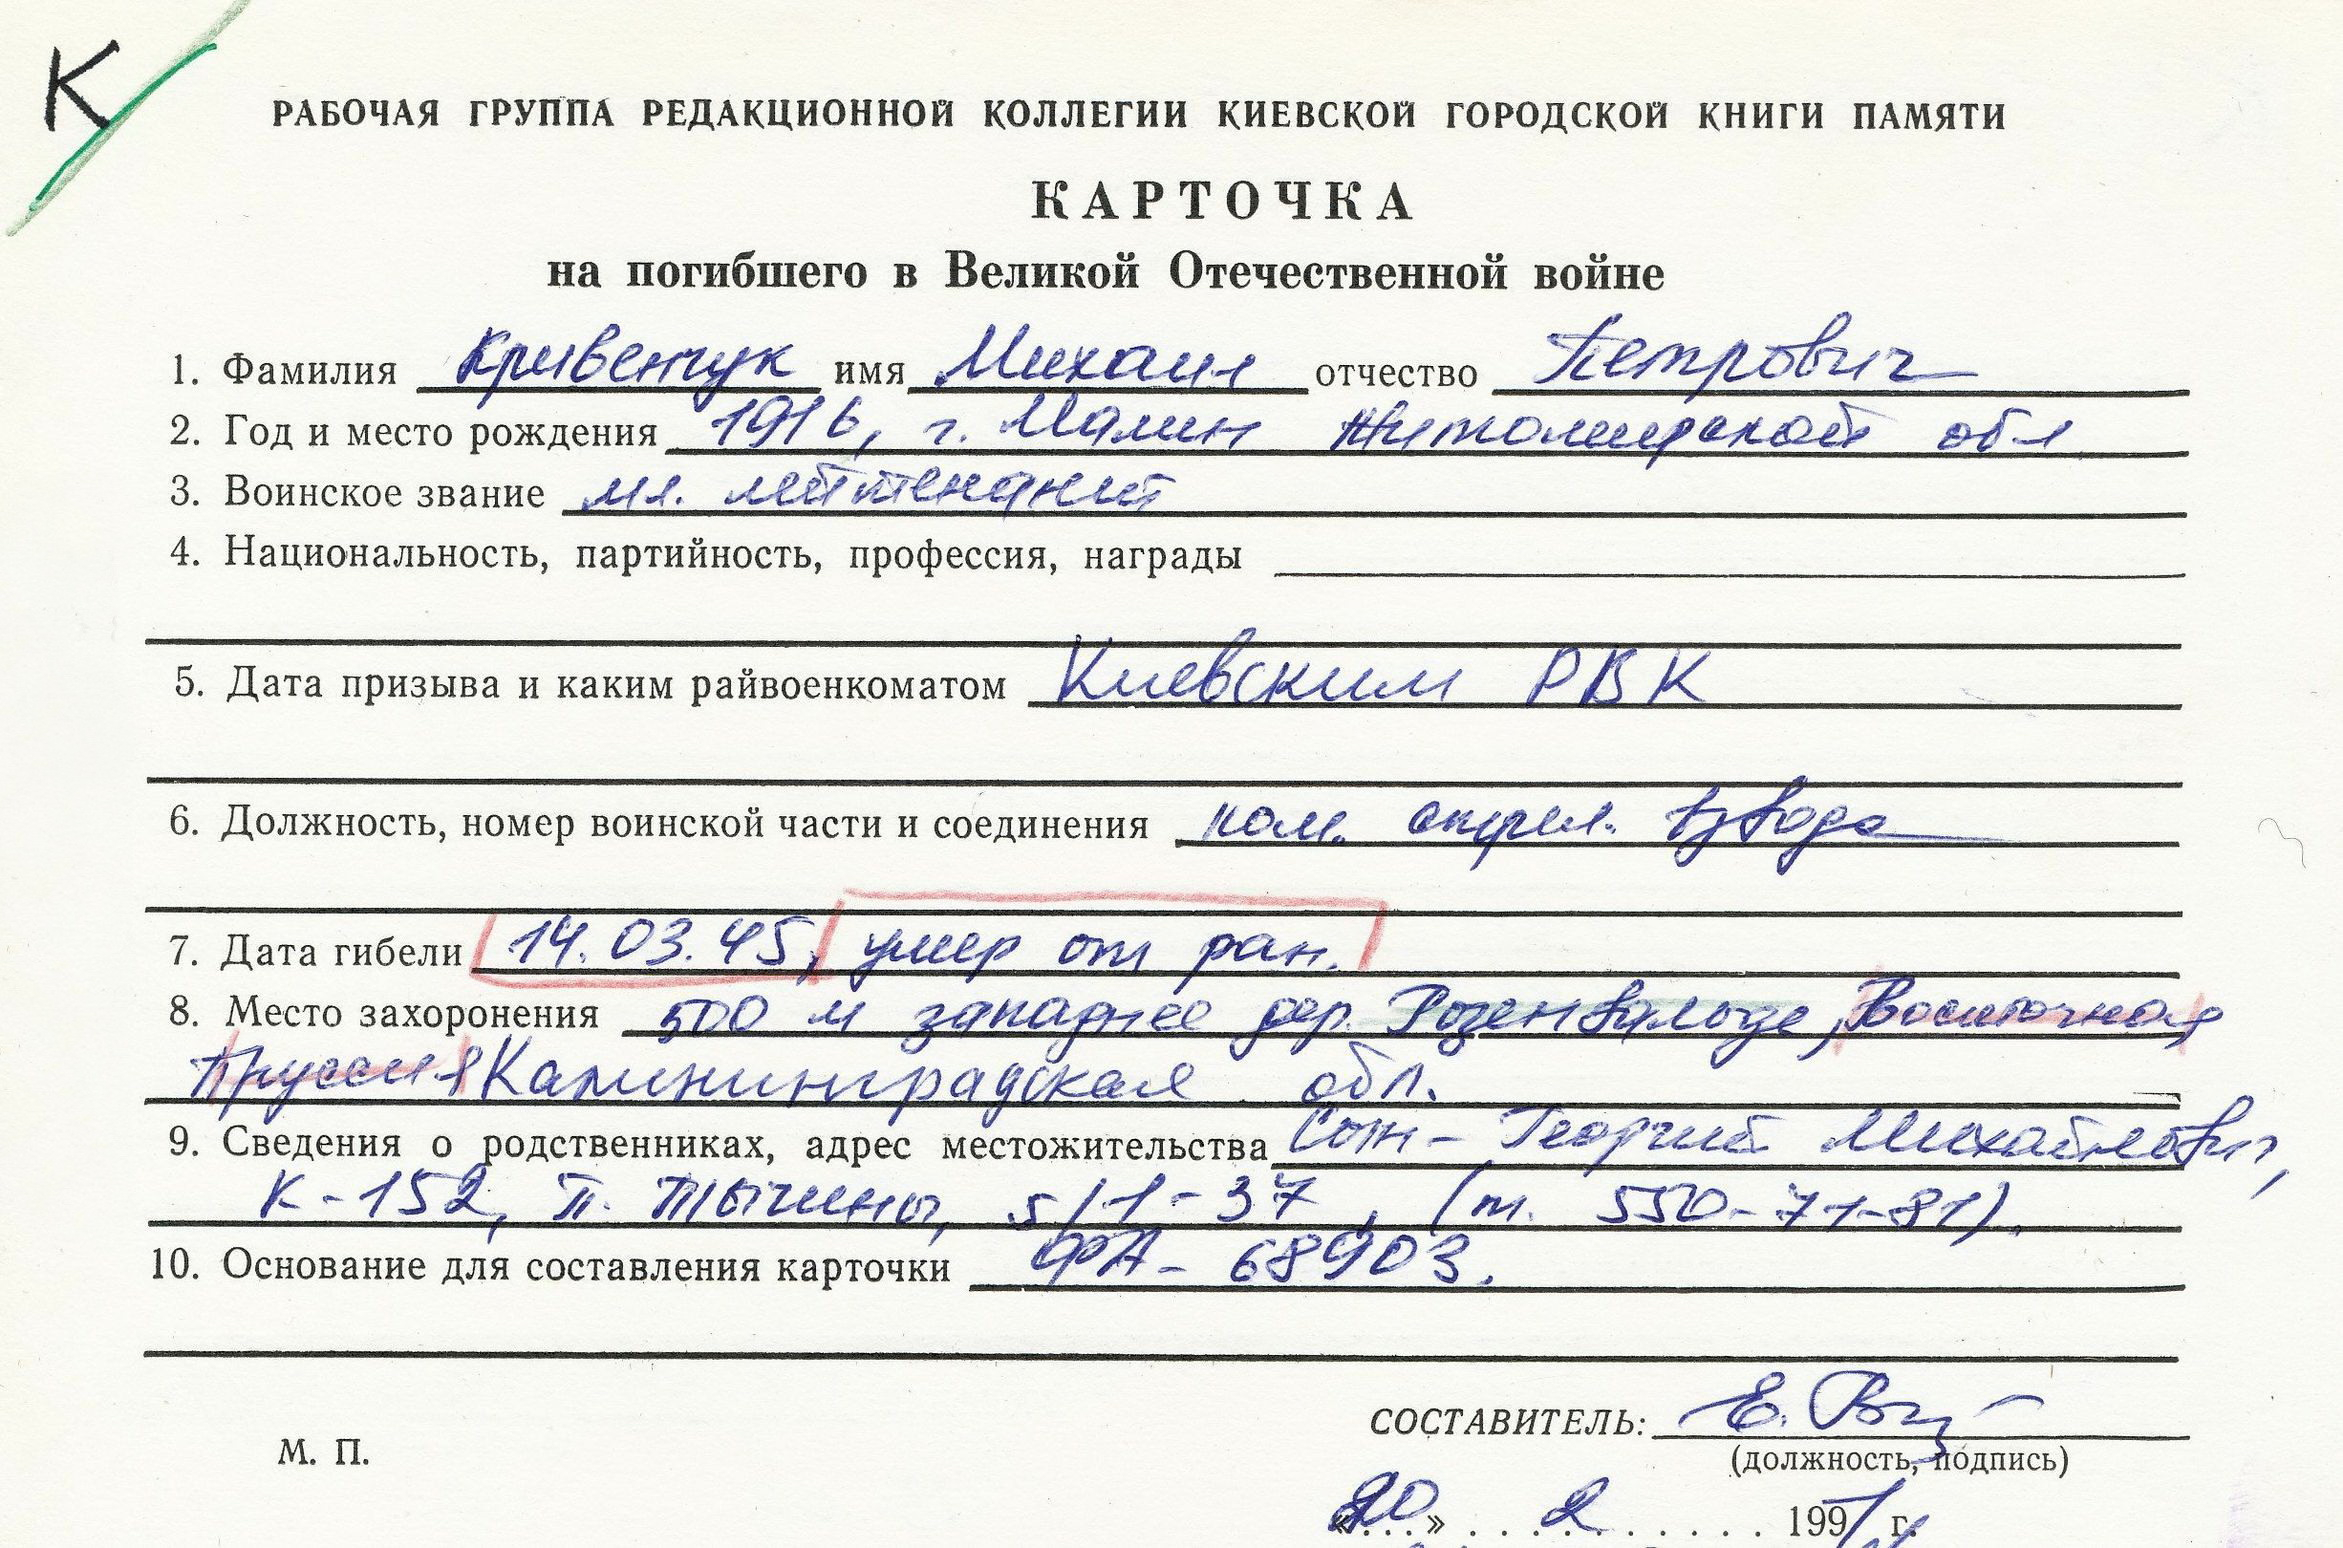 К
РАБОЧАЯ ГРУППА РЕДАКЦИОННОЙ КОЛЛЕГИИ КИЕВСКОЙ ГОРОДСКОЙ КНИГИ ПАМЯТИ
КАРТОЧКА
на погибшего в Великой Отечественной войне
1. Фамилия Кривенчук имя Михаил отчество Петрович
2. Год и место рождения 1916, г. Малин Житомирской обл
3. Воинское звание мл. лейтенант
4. Национальность, партийность, профессия, награды
5. Дата призыва и каким райвоенкоматом Киевским РВК
6. Должность, номер воинской части и соединения ком. стрел. взвода
7. Дата гибели 14.03.45, умер от ран.
8. Место захоронения 500 м западнее дер. Розенвальде, Восточная
Пруссия Калининградская обл.
9. Сведения о родственниках, адрес местожительства Сын - Георгий Михайлович,
К-152, П. Тычины, 5/1-37, (т. 550-71-81).
10. Основание для составления карточки ФА- 68903.
СОСТАВИТЕЛЬ: Е.
(должность, подпись)
М. П.
«20» 2 1991 г.